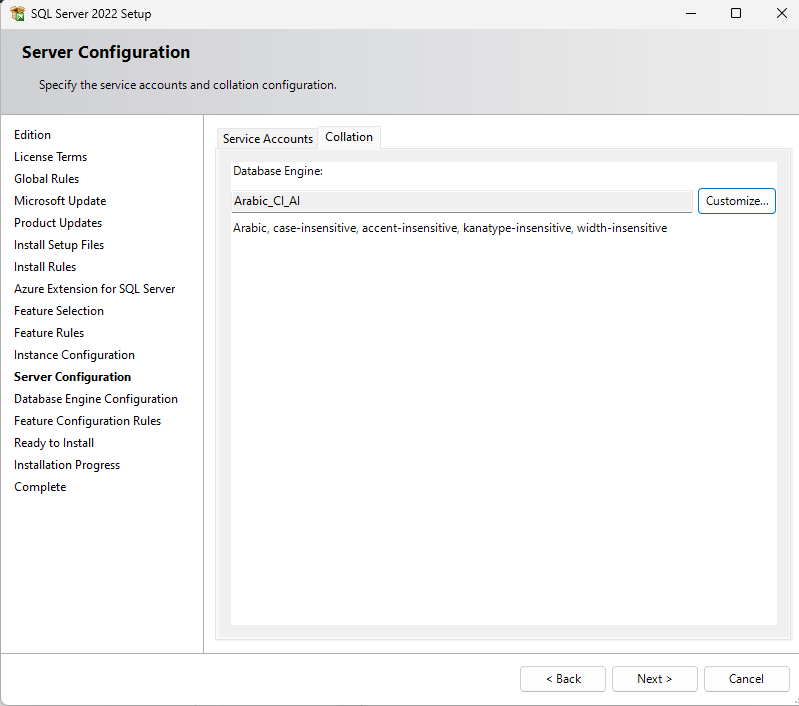 SQL Server 2022 Setup
Server Configuration
Specify the service accounts and collation configuration.
Edition
License Terms
Global Rules
Microsoft Update
Product Updates
Install Setup Files
Install Rules
Azure Extension for SQL Server
Feature Selection
Feature Rules
Instance Configuration
Server Configuration
Database Engine Configuration
Feature Configuration Rules
Ready to Install
Installation Progress
Complete
Service Accounts Collation
Database Engine:
Arabic_CI_AI
Customize...
Arabic, case-insensitive, accent-insensitive, kanatype-insensitive, width-insensitive
< Back Next > Cancel